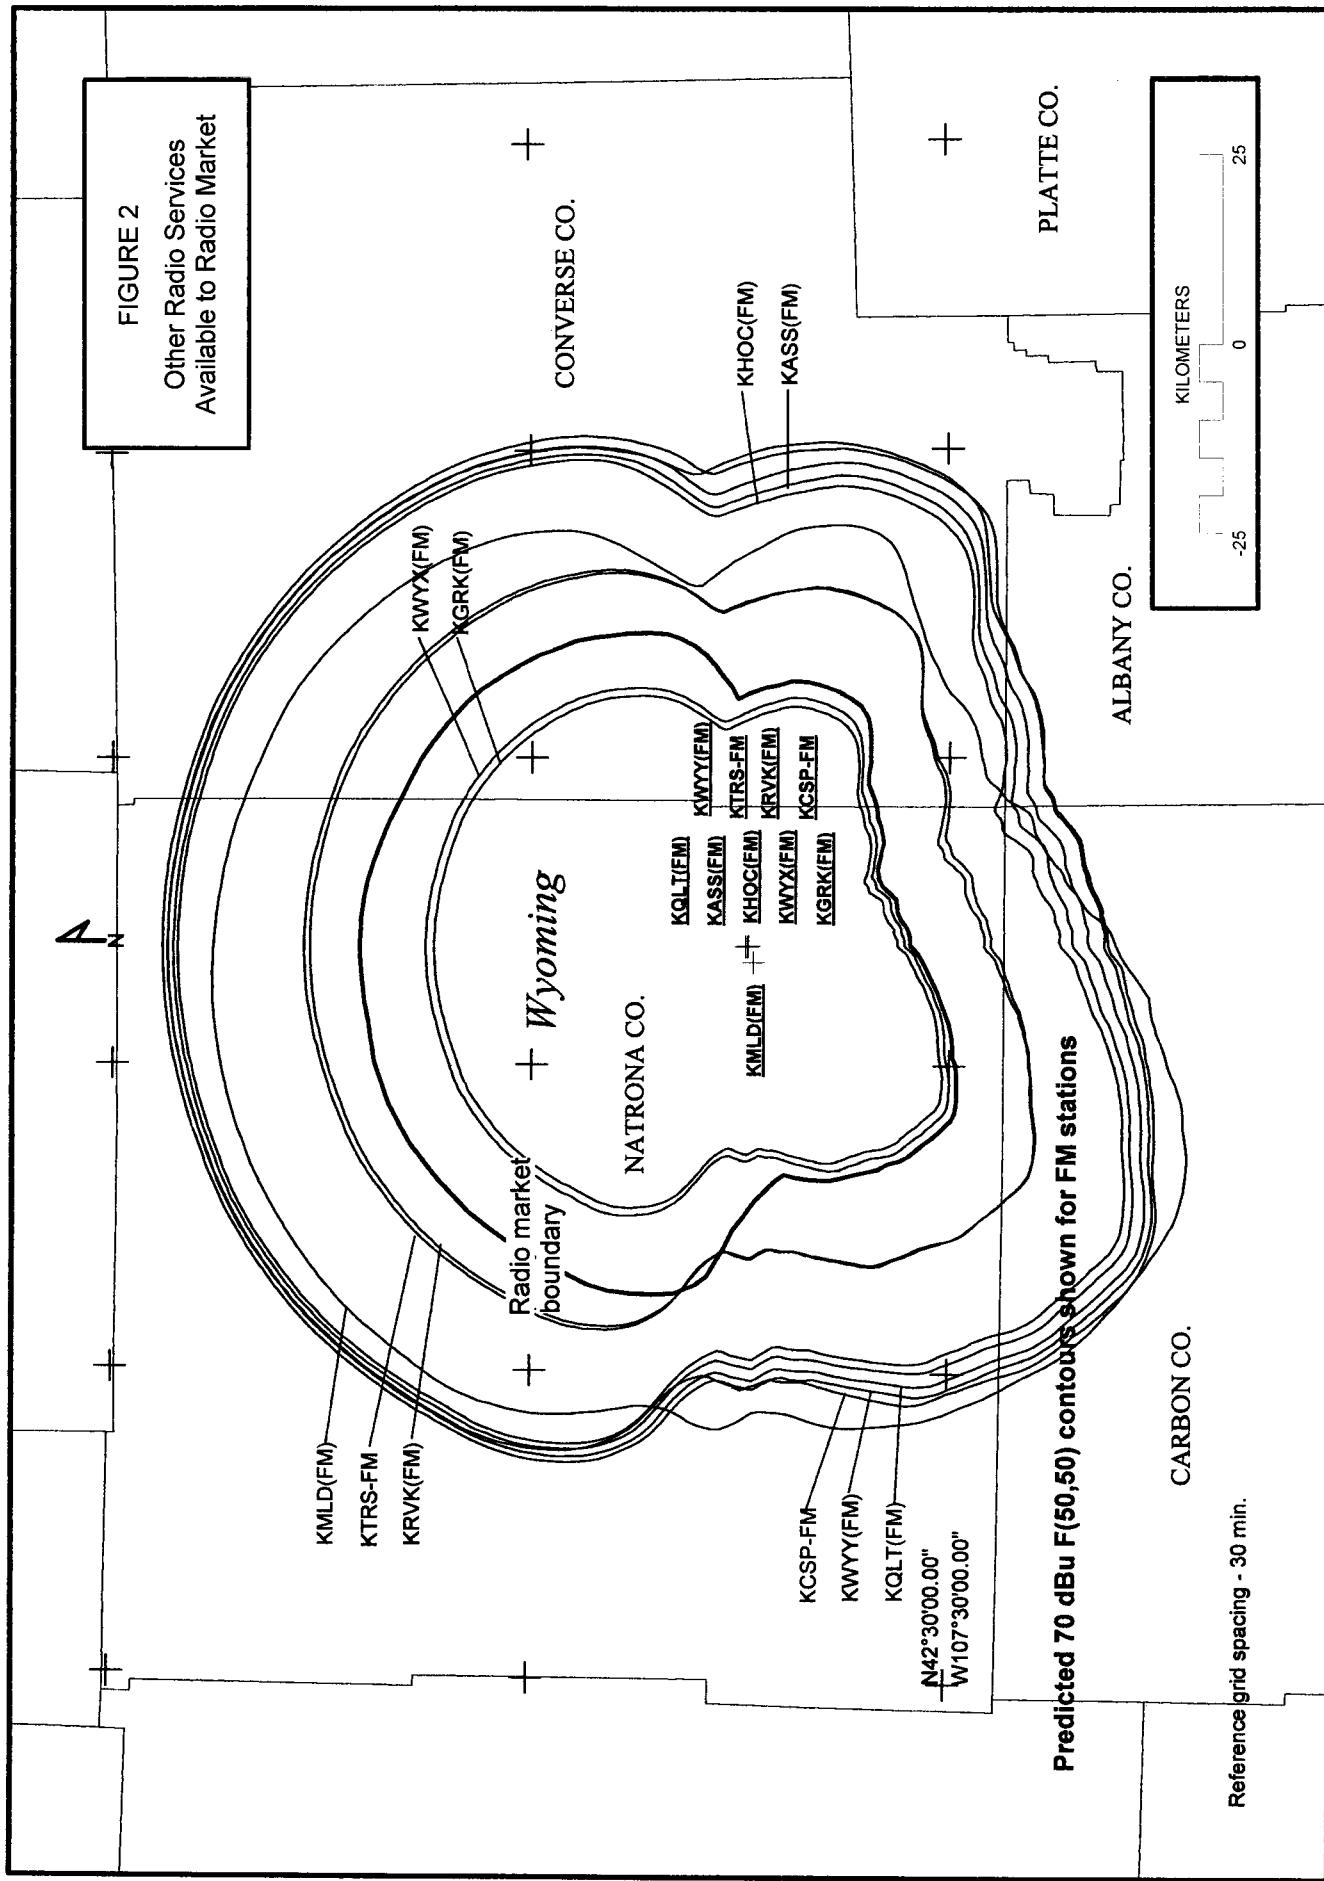 FIGURE 2
Other Radio Services
Available to Radio Market
N
CONVERSE CO.
PLATTE CO.
KWYX(FM)
KGRK(FM)
KHOC(FM)
KASS(FM)
Wyoming
NATRONA CO.
KQLT(FM)
KASS(FM)
KHOC(FM)
KWYX(FM)
KGRK(FM)
KWYY(FM)
KTRS-FM
KRVK(FM)
KCSP-FM
KMLD(FM)
Radio market
boundary
KMLD(FM)
KTRS-FM
KRVK(FM)
KCSP-FM
KWYY(FM)
KQLT(FM)
N42°30'00.00"
W107°30'00.00"
ALBANY CO.
CARBON CO.
Predicted 70 dBu F(50,50) contours shown for FM stations
Reference grid spacing - 30 min.
KILOMETERS
-25 0 25